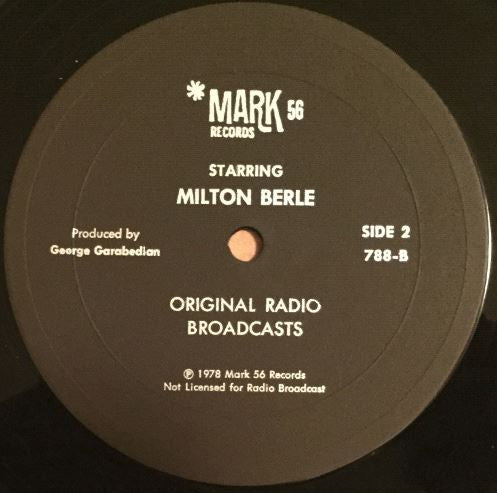 *MARK 56
RECORDS
STARRING
MILTON BERLE
Produced by
George Garabedian
SIDE 2
788-B
ORIGINAL RADIO
BROADCASTS
℗ 1978 Mark 56 Records
Not Licensed for Radio Broadcast